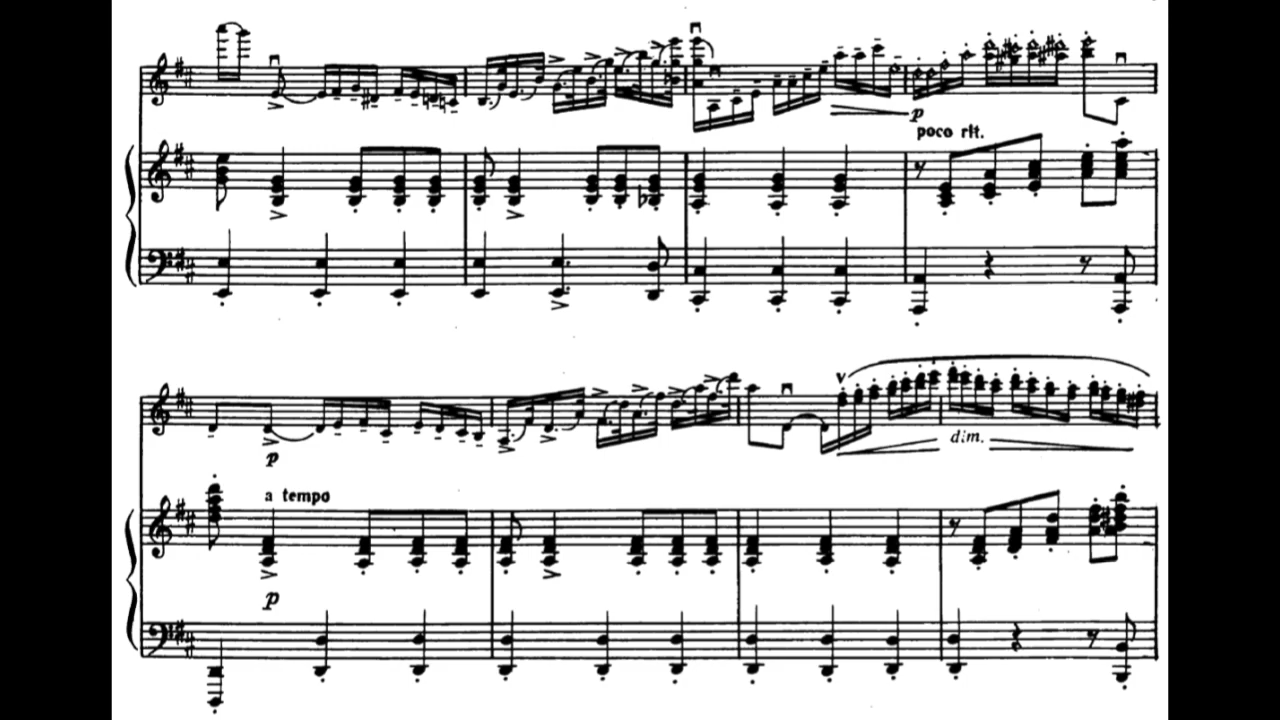 p
poco rit.
p
dim.
a tempo
p